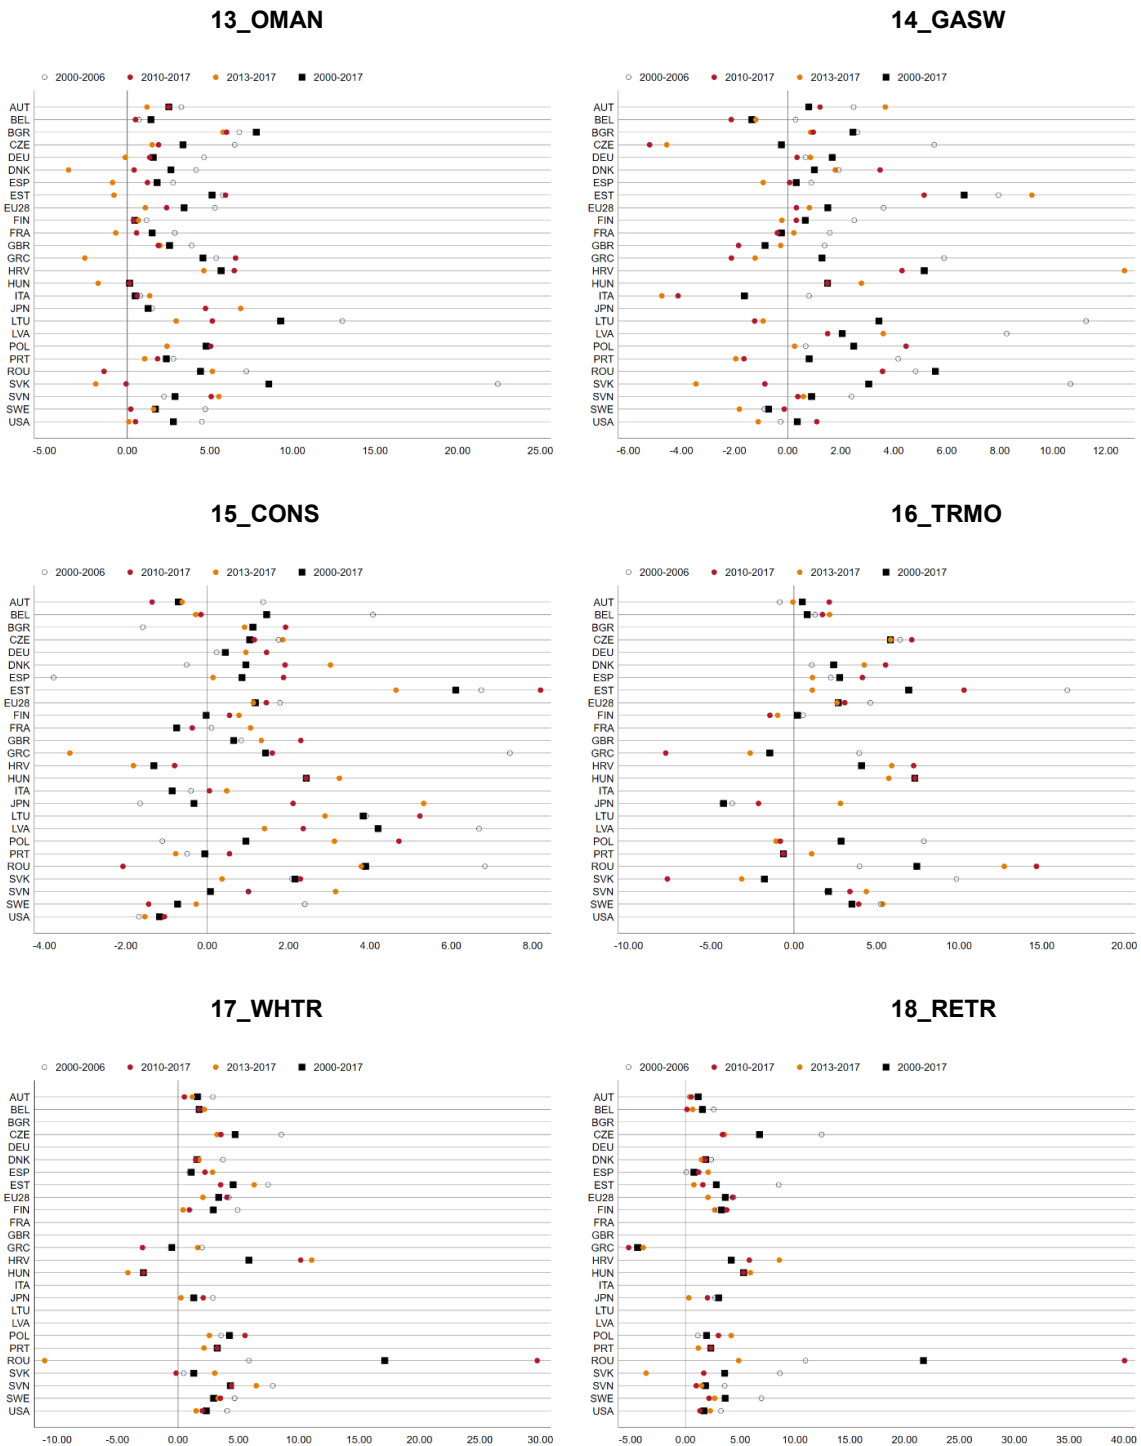 13_OMAN
14_GASW
2000-2006 2010-2017 2013-2017 2000-2017
2000-2006 2010-2017 2013-2017 2000-2017
AUT
BEL
BGR
CZE
DEU
DNK
ESP
EST
EU28
FIN
FRA
GBR
GRC
HRV
HUN
ITA
JPN
LTU
LVA
POL
PRT
ROU
SVK
SVN
SWE
USA
-5.00 0.00 5.00 10.00 15.00 20.00 25.00
AUT
BEL
BGR
CZE
DEU
DNK
ESP
EST
EU28
FIN
FRA
GBR
GRC
HRV
HUN
ITA
JPN
LTU
LVA
POL
PRT
ROU
SVK
SVN
SWE
USA
-6.00 -4.00 -2.00 0.00 2.00 4.00 6.00 8.00 10.00 12.00
15_CONS
16_TRMO
2000-2006 2010-2017 2013-2017 2000-2017
2000-2006 2010-2017 2013-2017 2000-2017
AUT
BEL
BGR
CZE
DEU
DNK
ESP
EST
EU28
FIN
FRA
GBR
GRC
HRV
HUN
ITA
JPN
LTU
LVA
POL
PRT
ROU
SVK
SVN
SWE
USA
-4.00 -2.00 0.00 2.00 4.00 6.00 8.00
AUT
BEL
BGR
CZE
DEU
DNK
ESP
EST
EU28
FIN
FRA
GBR
GRC
HRV
HUN
ITA
JPN
LTU
LVA
POL
PRT
ROU
SVK
SVN
SWE
USA
-10.00 -5.00 0.00 5.00 10.00 15.00 20.00
17_WHTR
18_RETR
2000-2006 2010-2017 2013-2017 2000-2017
2000-2006 2010-2017 2013-2017 2000-2017
AUT
BEL
BGR
CZE
DEU
DNK
ESP
EST
EU28
FIN
FRA
GBR
GRC
HRV
HUN
ITA
JPN
LTU
LVA
POL
PRT
ROU
SVK
SVN
SWE
USA
-10.00 -5.00 0.00 5.00 10.00 15.00 20.00 25.00 30.00
AUT
BEL
BGR
CZE
DEU
DNK
ESP
EST
EU28
FIN
FRA
GBR
GRC
HRV
HUN
ITA
JPN
LTU
LVA
POL
PRT
ROU
SVK
SVN
SWE
USA
-5.00 0.00 5.00 10.00 15.00 20.00 25.00 30.00 35.00 40.00